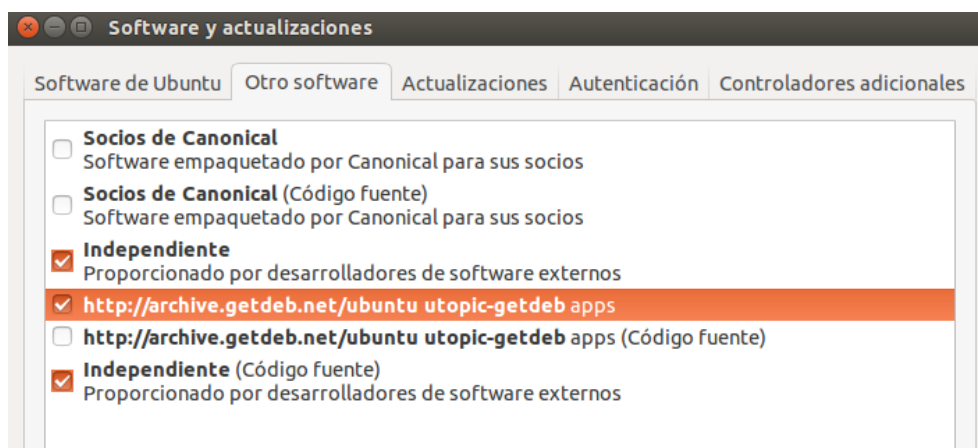 Software y actualizaciones
Software de Ubuntu Otro software Actualizaciones Autenticación Controladores adicionales
Socios de Canonical
Software empaquetado por Canonical para sus socios
Socios de Canonical (Código fuente)
Software empaquetado por Canonical para sus socios
Independiente
Proporcionado por desarrolladores de software externos
http://archive.getdeb.net/ubuntu utopic-getdeb apps
http://archive.getdeb.net/ubuntu utopic-getdeb apps (Código fuente)
Independiente (Código fuente)
Proporcionado por desarrolladores de software externos